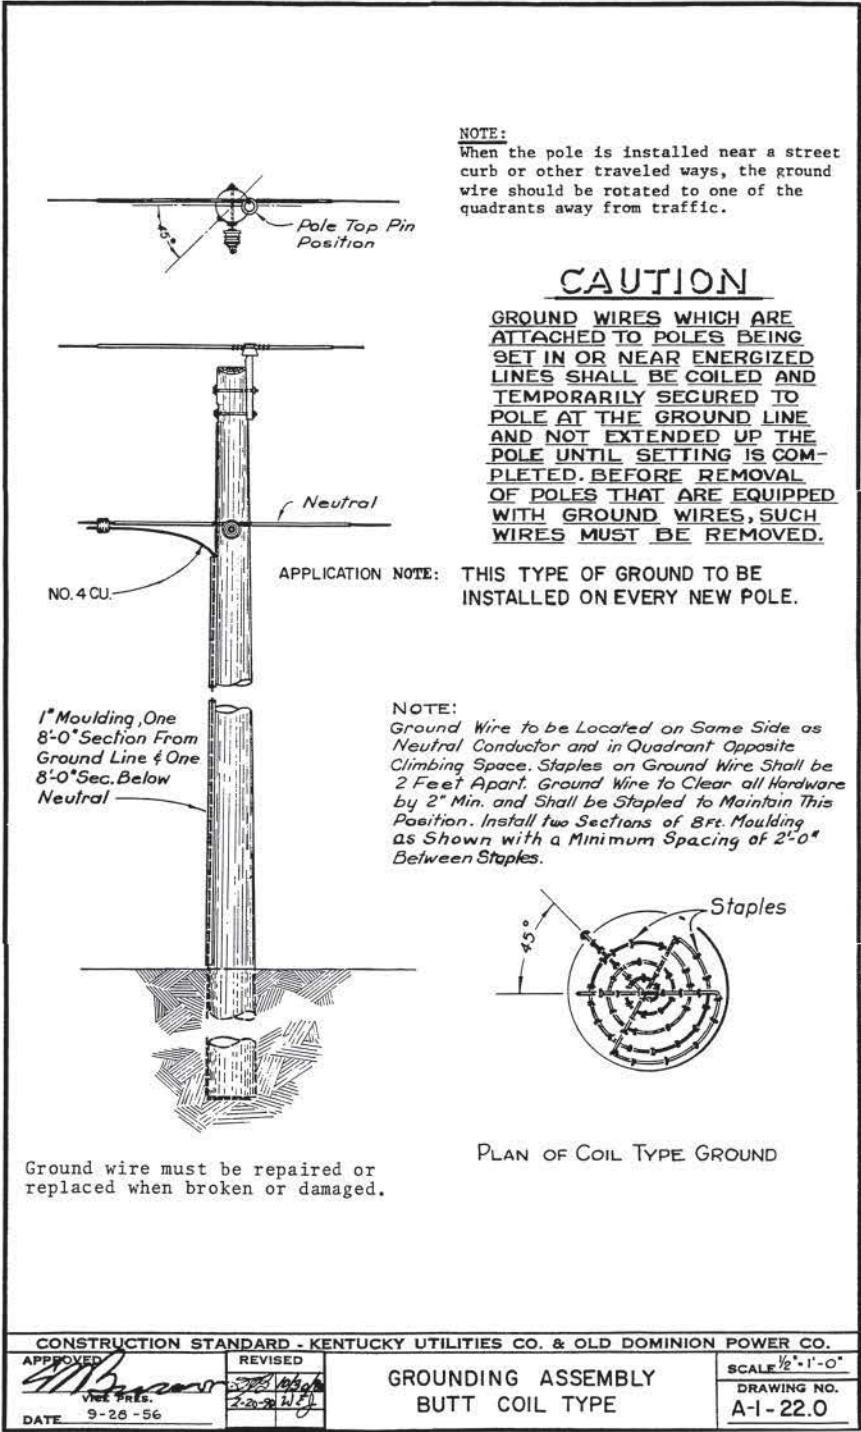 NOTE:
When the pole is installed near a street
curb or other traveled ways, the ground
wire should be rotated to one of the
quadrants away from traffic.
45°
Pole Top Pin
Position
CAUTION
GROUND WIRES WHICH ARE
ATTACHED TO POLES BEING
SET IN OR NEAR ENERGIZED
LINES SHALL BE COILED AND
TEMPORARILY SECURED TO
POLE AT THE GROUND LINE
AND NOT EXTENDED UP THE
POLE UNTIL SETTING IS COM-
PLETED. BEFORE REMOVAL
OF POLES THAT ARE EQUIPPED
WITH GROUND WIRES, SUCH
WIRES MUST BE REMOVED.
Neutral
NO. 4 CU.
APPLICATION NOTE: THIS TYPE OF GROUND TO BE
INSTALLED ON EVERY NEW POLE.
1" Moulding, One
8'-0" Section From
Ground Line & One
8'-0" Sec. Below
Neutral
NOTE:
Ground Wire to be Located on Same Side as
Neutral Conductor and in Quadrant Opposite
Climbing Space. Staples on Ground Wire Shall be
2 Feet Apart. Ground Wire to Clear all Hardware
by 2" Min. and Shall be Stapled to Maintain This
Position. Install two Sections of 8Ft. Moulding
as Shown with a Minimum Spacing of 2'-0"
Between Staples.
45°
Staples
PLAN OF COIL TYPE GROUND
Ground wire must be repaired or
replaced when broken or damaged.
CONSTRUCTION STANDARD - KENTUCKY UTILITIES CO. & OLD DOMINION POWER CO.
APPROVED
VICE PRES.
DATE 9-28-56
REVISED
2-20-90 WEJ
GROUNDING ASSEMBLY
BUTT COIL TYPE
SCALE 1/2"=1'-0"
DRAWING NO.
A-1-22.0